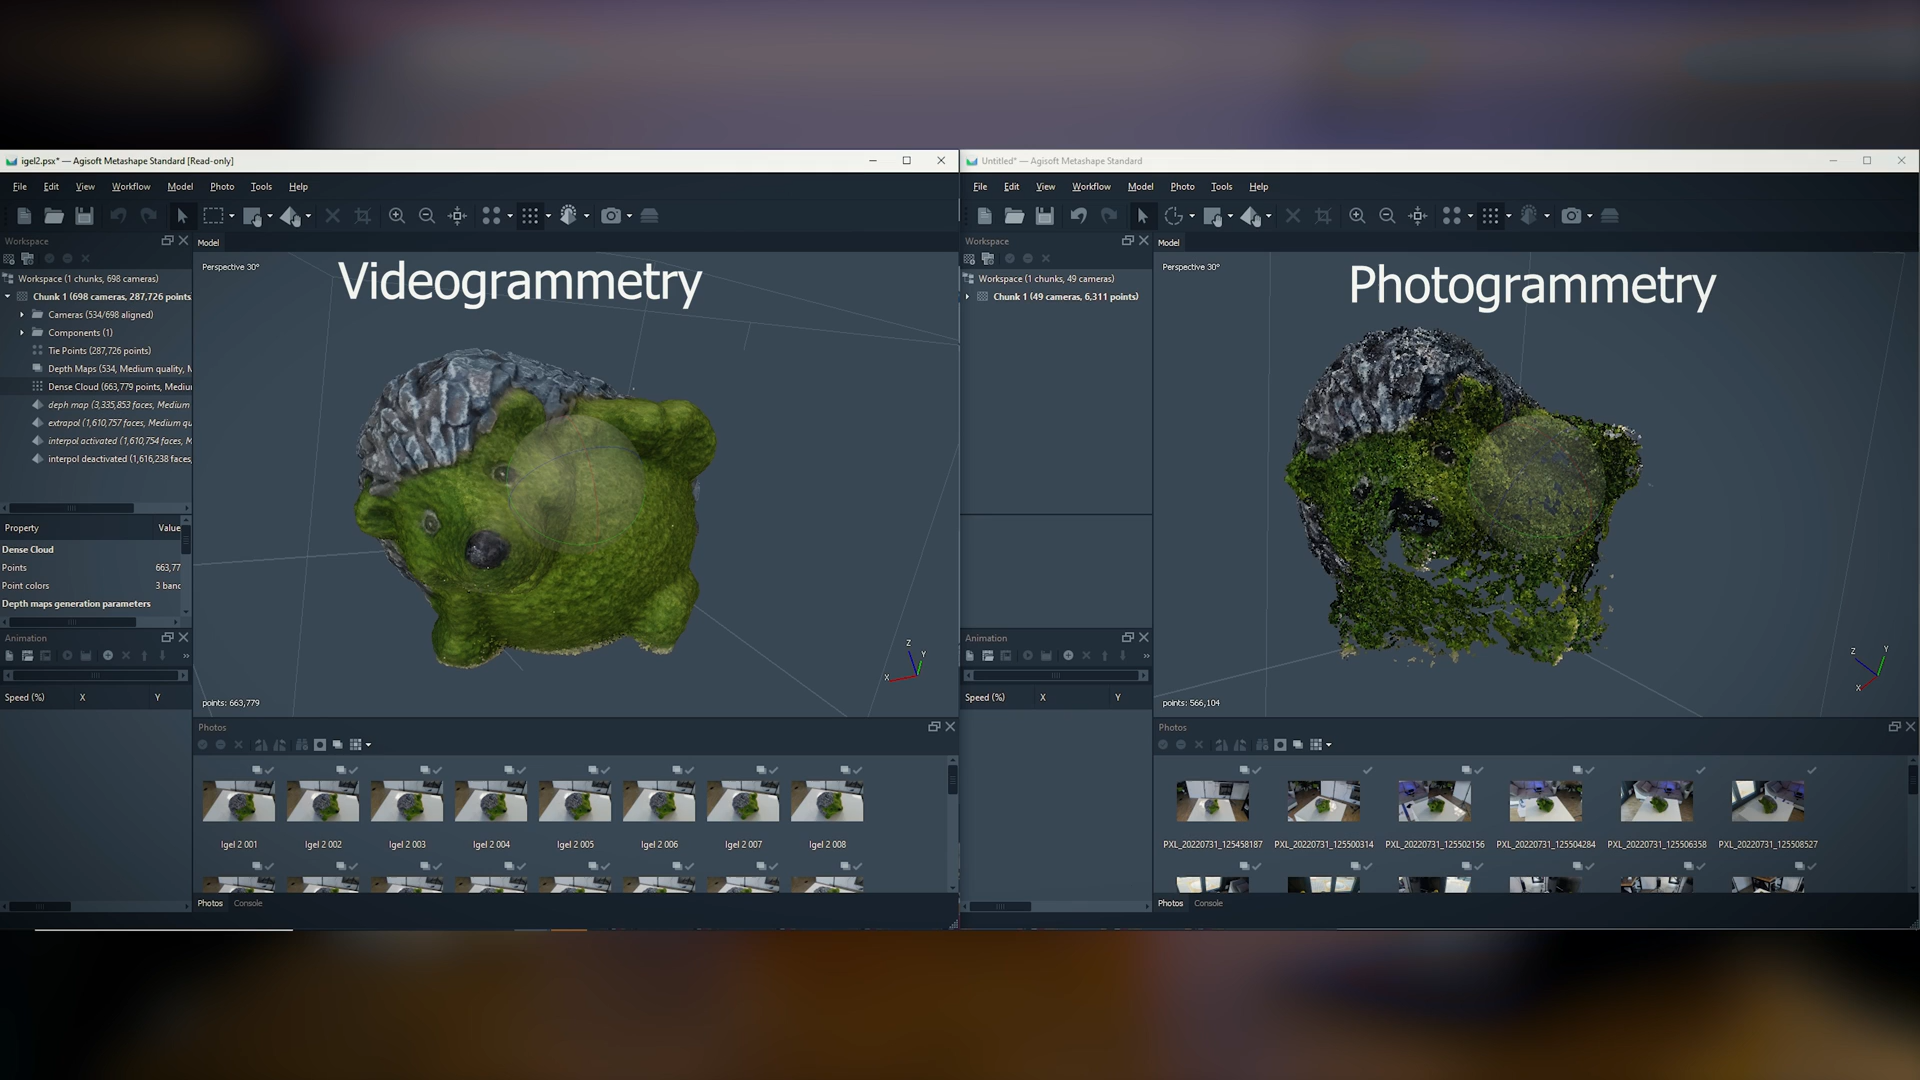 igel2.psx* — Agisoft Metashape Standard [Read-only]
File Edit View Workflow Model Photo Tools Help
Workspace
Workspace (1 chunks, 698 cameras)
Chunk 1 (698 cameras, 287,726 points
Cameras (534/698 aligned)
Components (1)
Tie Points (287,726 points)
Depth Maps (534, Medium quality, M
Dense Cloud (663,779 points, Mediu
deph map (3,335,853 faces, Medium
extrapol (1,610,757 faces, Medium qu
interpol activated (1,610,754 faces, M
interpol deactivated (1,616,238 faces,
Property Value
Dense Cloud
Points 663,77
Point colors 3 banc
Depth maps generation parameters
Animation
Speed (%) X Y
Model
Perspective 30°
Videogrammetry
Z
Y
X
points: 663,779
Photos
Igel 2 001 Igel 2 002 Igel 2 003 Igel 2 004 Igel 2 005 Igel 2 006 Igel 2 007 Igel 2 008
Photos Console
Untitled* — Agisoft Metashape Standard
File Edit View Workflow Model Photo Tools Help
Workspace
Workspace (1 chunks, 49 cameras)
Chunk 1 (49 cameras, 6,311 points)
Animation
Speed (%) X Y
Model
Perspective 30°
Photogrammetry
Z
Y
X
points: 566,104
Photos
PXL_20220731_125458187 PXL_20220731_125500314 PXL_20220731_125502156 PXL_20220731_125504284 PXL_20220731_125506358 PXL_20220731_125508527
Photos Console